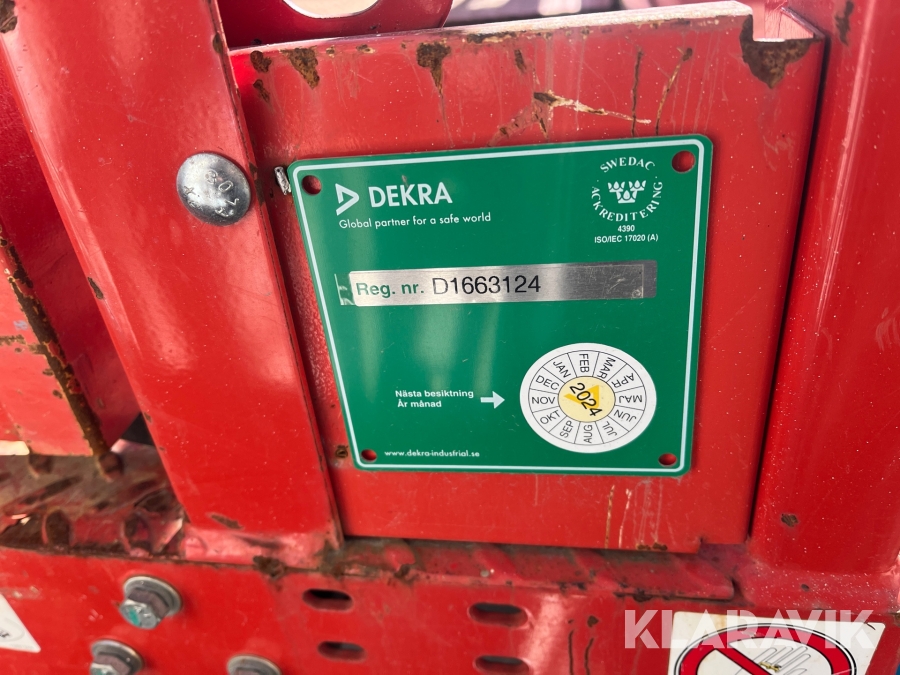 DEKRA
Global partner for a safe world
SWEDAC
ACKREDITERING
4390
ISO/IEC 17020 (A)
Reg. nr. D1663124
Nästa besiktning
År månad
JAN
FEB
MAR
APR
MAJ
JUN
JUL
AUG
SEP
OKT
NOV
DEC
2024
www.dekra-industrial.se
KLARAVIK